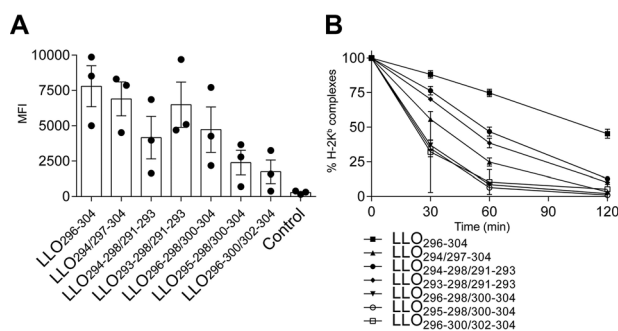 A
B
10000
7500
5000
2500
0
MFI
LLO296-304
LLO294/297-304
LLO294-298/291-293
LLO293-298/291-293
LLO296-298/300-304
LLO295-298/300-304
LLO296-300/302-304
Control
100
75
50
25
0
% H-2Kᵇ complexes
0 30 60 90 120
Time (min)
LLO296-304
LLO294/297-304
LLO294-298/291-293
LLO293-298/291-293
LLO296-298/300-304
LLO295-298/300-304
LLO296-300/302-304